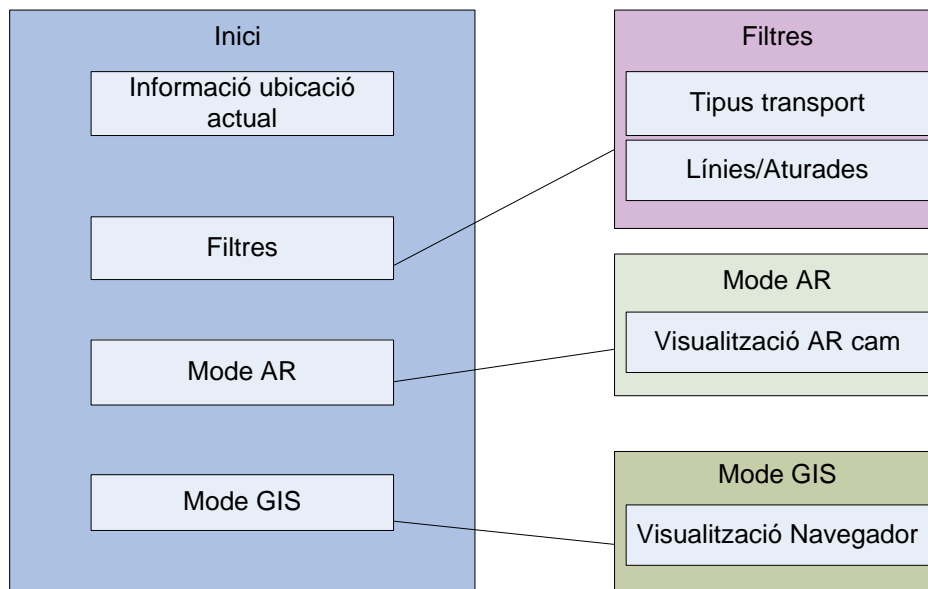 Inici
Informació ubicació
actual
Filtres
Mode AR
Mode GIS
Filtres
Tipus transport
Línies/Aturades
Mode AR
Visualització AR cam
Mode GIS
Visualització Navegador